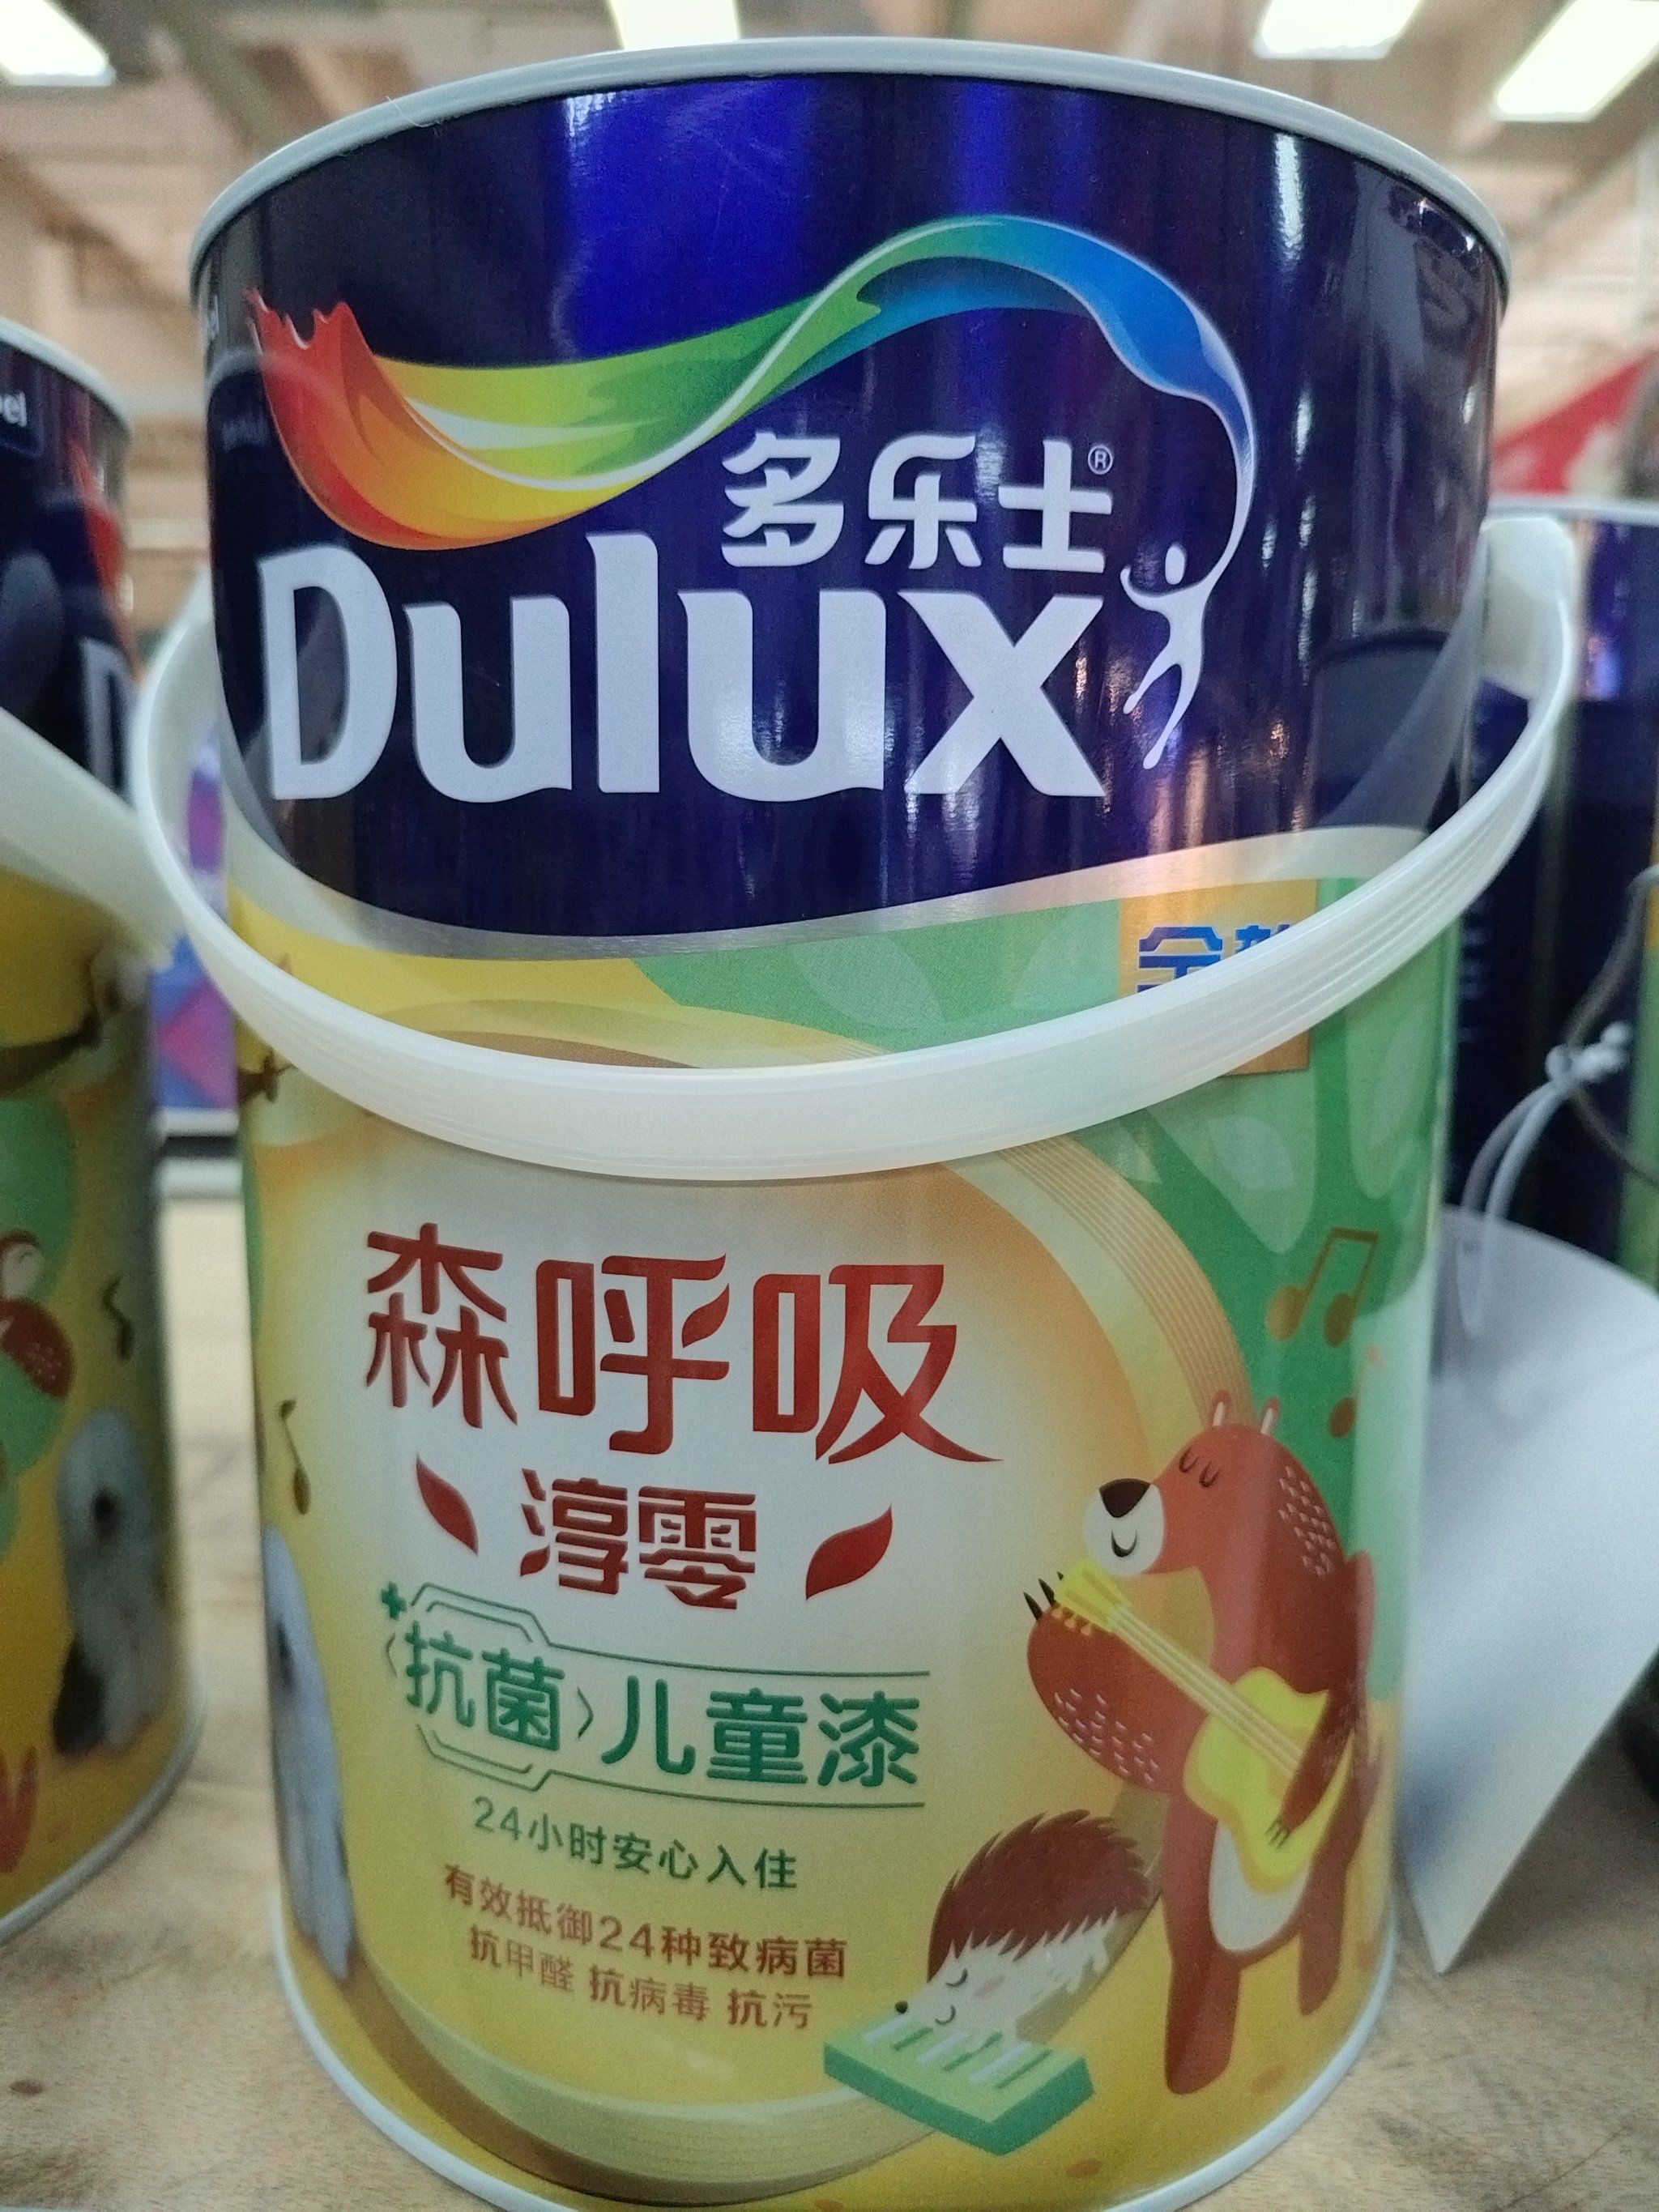 多乐士®
Dulux
森呼吸
淳零
抗菌 儿童漆
24小时安心入住
有效抵御24种致病菌
抗甲醛 抗病毒 抗污